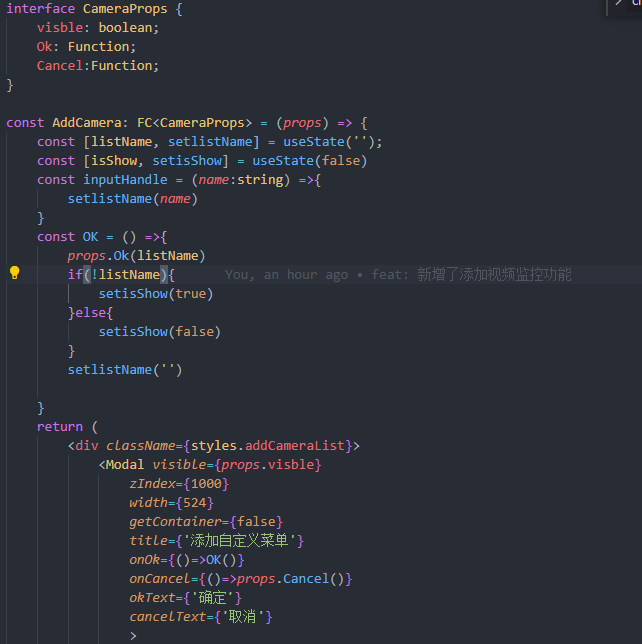 interface CameraProps {
visble: boolean;
Ok: Function;
Cancel:Function;
}
const AddCamera: FC<CameraProps> = (props) => {
const [listName, setlistName] = useState('');
const [isShow, setisShow] = useState(false)
const inputHandle = (name:string) =>{
setlistName(name)
}
const OK = () =>{
props.Ok(listName)
if(!listName){ You, an hour ago • feat: 新增了添加视频监控功能
setisShow(true)
}else{
setisShow(false)
}
setlistName('')
}
return (
<div className={styles.addCameraList}>
<Modal visible={props.visble}
zIndex={1000}
width={524}
getContainer={false}
title={'添加自定义菜单'}
onOk={()=>OK()}
onCancel={()=>props.Cancel()}
okText={'确定'}
cancelText={'取消'}
>